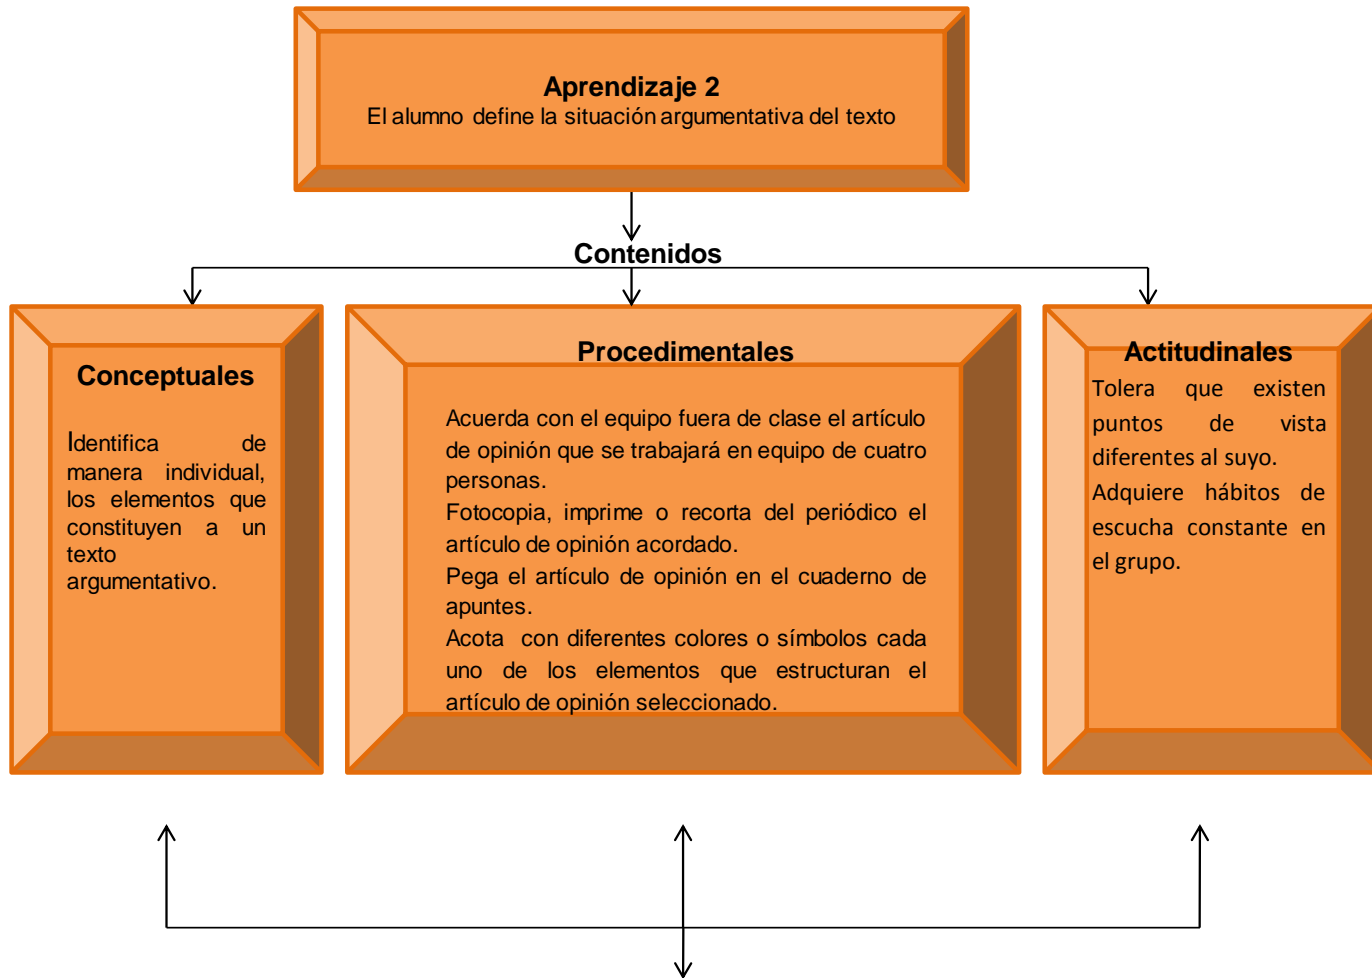 Aprendizaje 2
El alumno define la situación argumentativa del texto
Contenidos
Conceptuales
Identifica de
manera individual,
los elementos que
constituyen a un
texto
argumentativo.
Procedimentales
Acuerda con el equipo fuera de clase el artículo
de opinión que se trabajará en equipo de cuatro
personas.
Fotocopia, imprime o recorta del periódico el
artículo de opinión acordado.
Pega el artículo de opinión en el cuaderno de
apuntes.
Acota con diferentes colores o símbolos cada
uno de los elementos que estructuran el
artículo de opinión seleccionado.
Actitudinales
Tolera que existen
puntos de vista
diferentes al suyo.
Adquiere hábitos de
escucha constante en
el grupo.